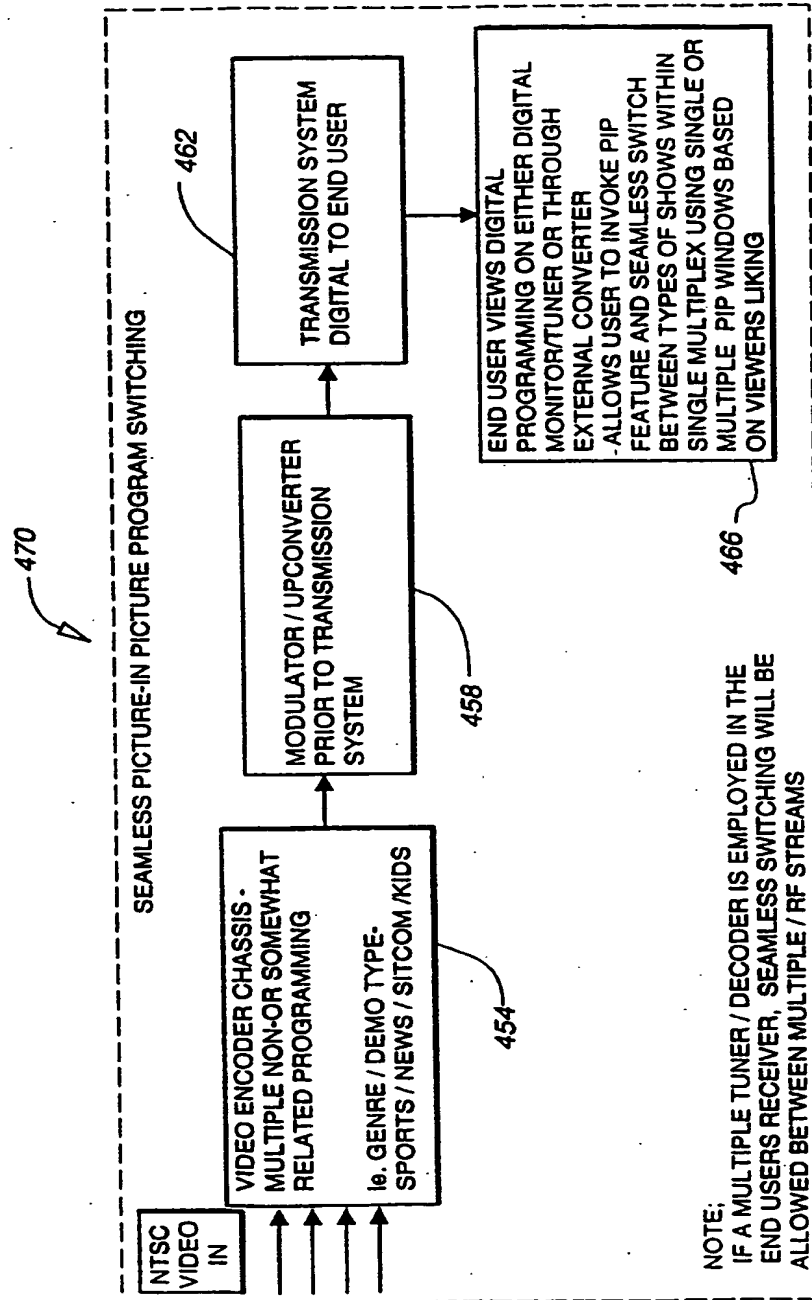 470
SEAMLESS PICTURE-IN PICTURE PROGRAM SWITCHING
NTSC
VIDEO
IN
VIDEO ENCODER CHASSIS -
MULTIPLE NON-OR SOMEWHAT
RELATED PROGRAMMING
Ie. GENRE / DEMO TYPE-
SPORTS / NEWS / SITCOM /KIDS
454
MODULATOR / UPCONVERTER
PRIOR TO TRANSMISSION
SYSTEM
458
TRANSMISSION SYSTEM
DIGITAL TO END USER
462
END USER VIEWS DIGITAL
PROGRAMMING ON EITHER DIGITAL
MONITOR/TUNER OR THROUGH
EXTERNAL CONVERTER
-ALLOWS USER TO INVOKE PIP
FEATURE AND SEAMLESS SWITCH
BETWEEN TYPES OF SHOWS WITHIN
SINGLE MULTIPLEX USING SINGLE OR
MULTIPLE PIP WINDOWS BASED
ON VIEWERS LIKING
466
NOTE;
IF A MULTIPLE TUNER / DECODER IS EMPLOYED IN THE
END USERS RECEIVER, SEAMLESS SWITCHING WILL BE
ALLOWED BETWEEN MULTIPLE / RF STREAMS